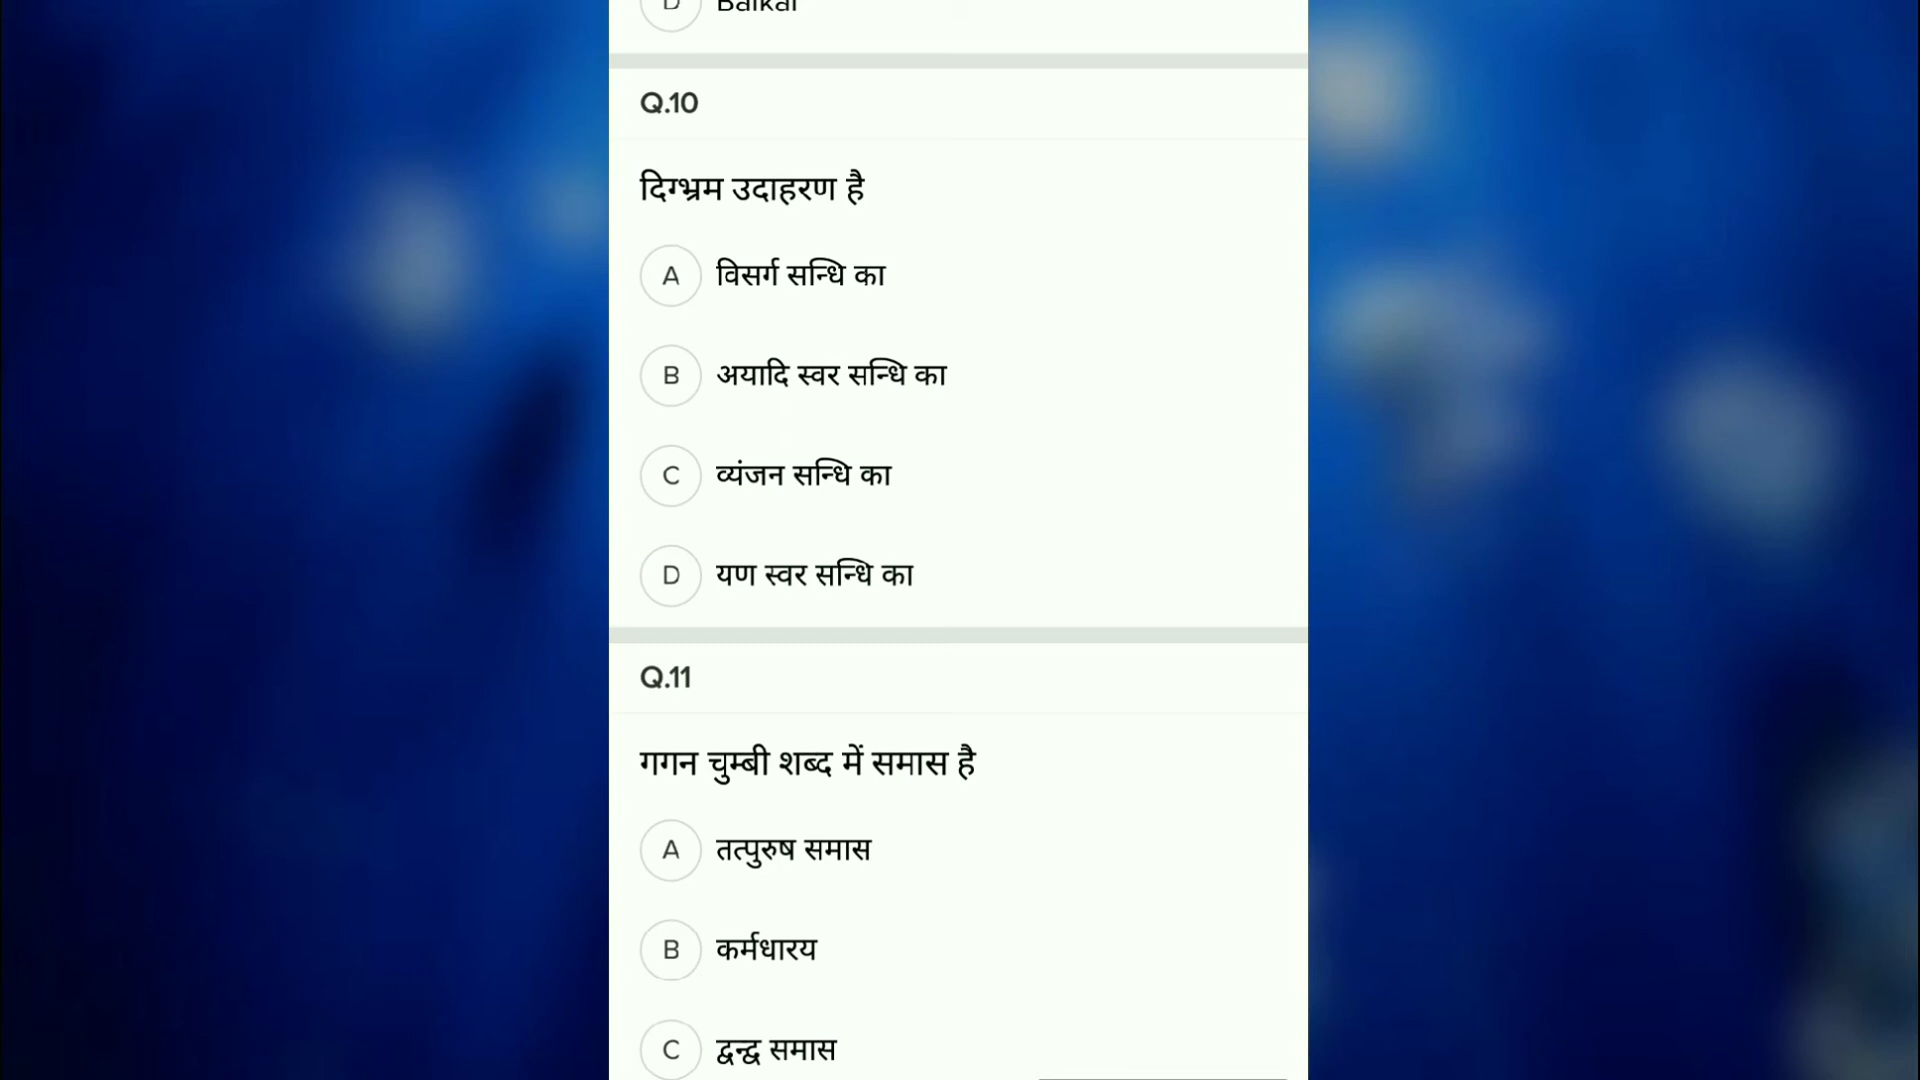 D Baikal
Q.10
दिग्भ्रम उदाहरण है
A विसर्ग सन्धि का
B अयादि स्वर सन्धि का
C व्यंजन सन्धि का
D यण स्वर सन्धि का
Q.11
गगन चुम्बी शब्द में समास है
A तत्पुरुष समास
B कर्मधारय
C द्वन्द्व समास